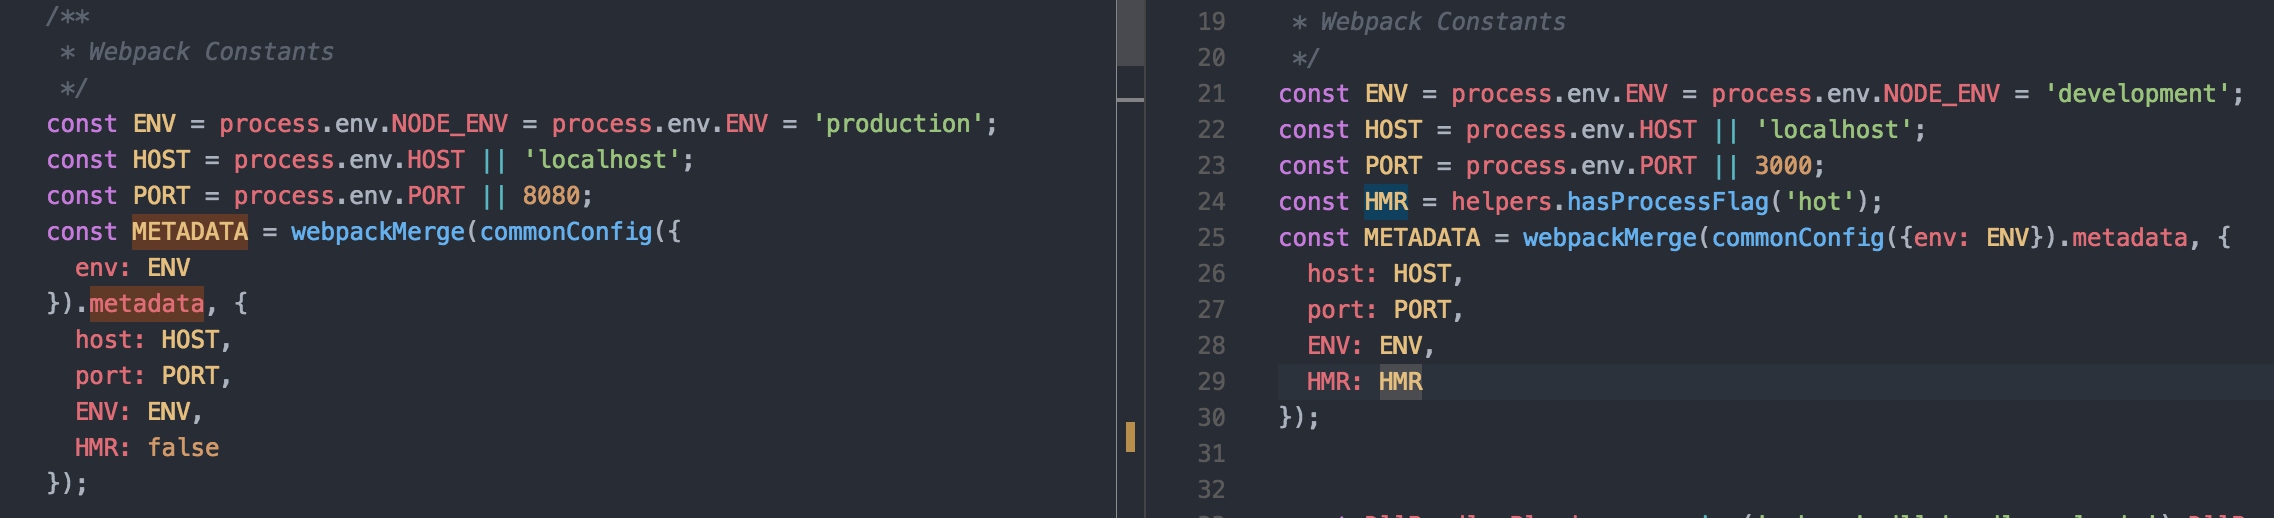 /**
 * Webpack Constants
 */
const ENV = process.env.NODE_ENV = process.env.ENV = 'production';
const HOST = process.env.HOST || 'localhost';
const PORT = process.env.PORT || 8080;
const METADATA = webpackMerge(commonConfig({
  env: ENV
}).metadata, {
  host: HOST,
  port: PORT,
  ENV: ENV,
  HMR: false
});
19  * Webpack Constants
20  */
21 const ENV = process.env.ENV = process.env.NODE_ENV = 'development';
22 const HOST = process.env.HOST || 'localhost';
23 const PORT = process.env.PORT || 3000;
24 const HMR = helpers.hasProcessFlag('hot');
25 const METADATA = webpackMerge(commonConfig({env: ENV}).metadata, {
26   host: HOST,
27   port: PORT,
28   ENV: ENV,
29   HMR: HMR
30 });
31
32